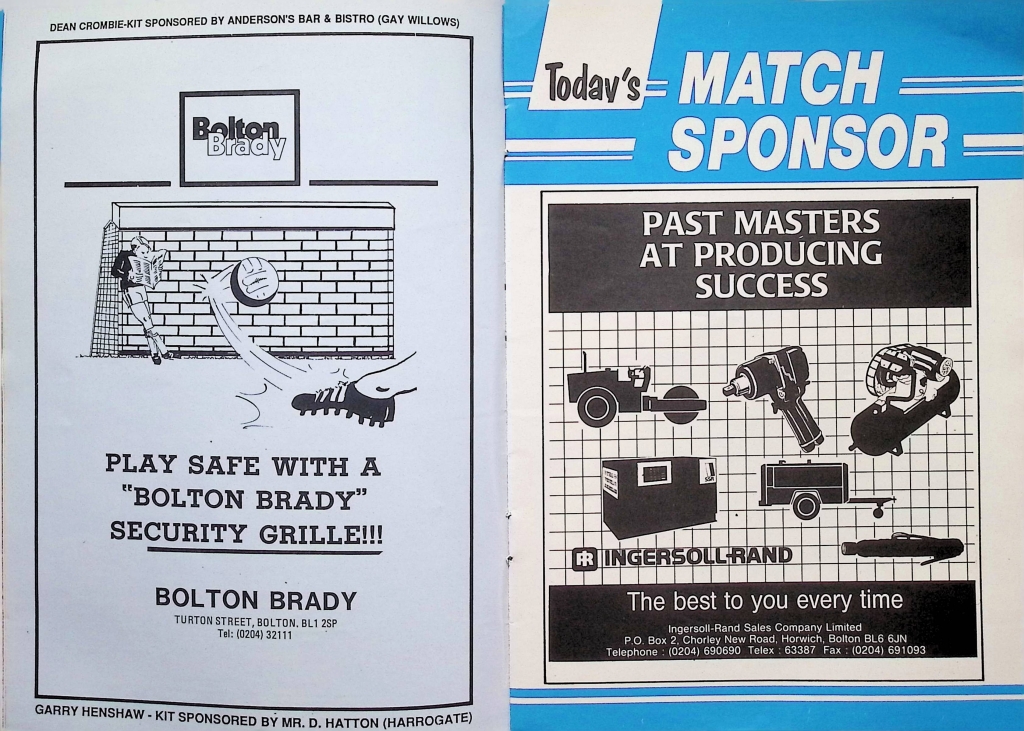 DEAN CROMBIE-KIT SPONSORED BY ANDERSON'S BAR & BISTRO (GAY WILLOWS)
Bolton
Brady
PLAY SAFE WITH A
"BOLTON BRADY"
SECURITY GRILLE!!!
BOLTON BRADY
TURTON STREET, BOLTON. BL1 2SP
Tel: (0204) 32111
GARRY HENSHAW - KIT SPONSORED BY MR. D. HATTON (HARROGATE)
Today's
MATCH
SPONSOR
PAST MASTERS
AT PRODUCING
SUCCESS
IR INGERSOLL-RAND
The best to you every time
Ingersoll-Rand Sales Company Limited
P.O. Box 2, Chorley New Road, Horwich, Bolton BL6 6JN
Telephone : (0204) 690690 Telex : 63387 Fax : (0204) 691093